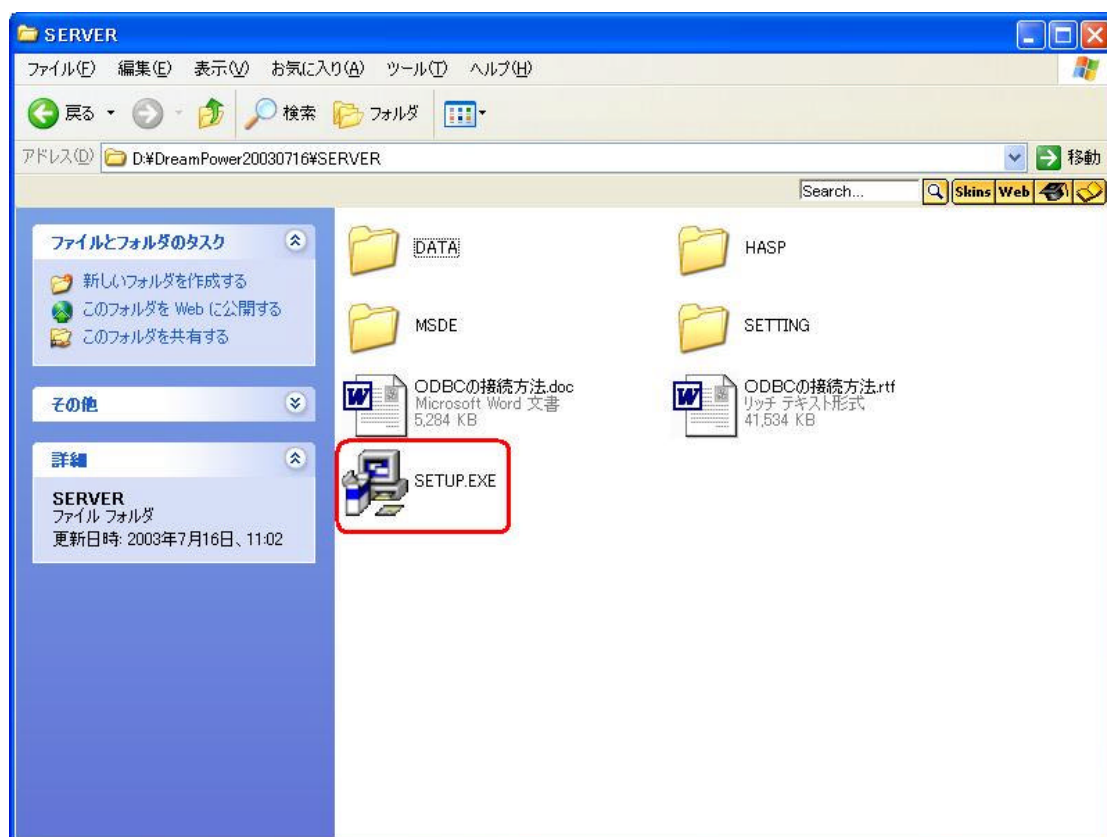 SERVER
ファイル(F) 編集(E) 表示(V) お気に入り(A) ツール(T) ヘルプ(H)
戻る 検索 フォルダ
アドレス(D) D:¥DreamPower20030716¥SERVER 移動
Search... Skins Web
ファイルとフォルダのタスク
新しいフォルダを作成する
このフォルダを Web に公開する
このフォルダを共有する
その他
詳細
SERVER
ファイル フォルダ
更新日時: 2003年7月16日、11:02
DATA
HASP
MSDE
SETTING
ODBCの接続方法.doc
Microsoft Word 文書
5,284 KB
ODBCの接続方法.rtf
リッチ テキスト形式
41,534 KB
SETUP.EXE